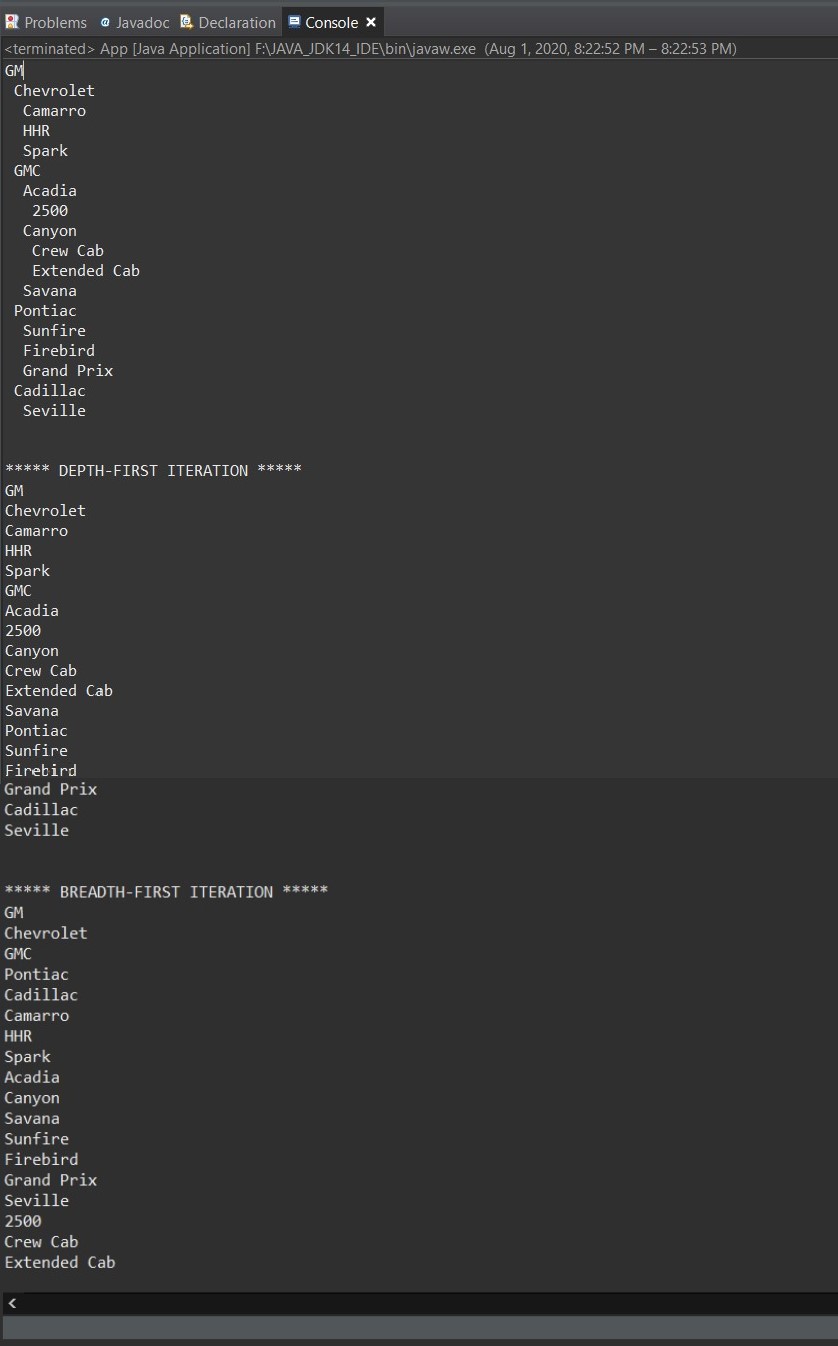 Problems @ Javadoc Declaration Console
<terminated> App [Java Application] F:\JAVA_JDK14_IDE\bin\javaw.exe (Aug 1, 2020, 8:22:52 PM – 8:22:53 PM)
GM
 Chevrolet
  Camarro
  HHR
  Spark
 GMC
  Acadia
   2500
  Canyon
   Crew Cab
   Extended Cab
  Savana
 Pontiac
  Sunfire
  Firebird
  Grand Prix
 Cadillac
  Seville
***** DEPTH-FIRST ITERATION *****
GM
Chevrolet
Camarro
HHR
Spark
GMC
Acadia
2500
Canyon
Crew Cab
Extended Cab
Savana
Pontiac
Sunfire
Firebird
Grand Prix
Cadillac
Seville
***** BREADTH-FIRST ITERATION *****
GM
Chevrolet
GMC
Pontiac
Cadillac
Camarro
HHR
Spark
Acadia
Canyon
Savana
Sunfire
Firebird
Grand Prix
Seville
2500
Crew Cab
Extended Cab